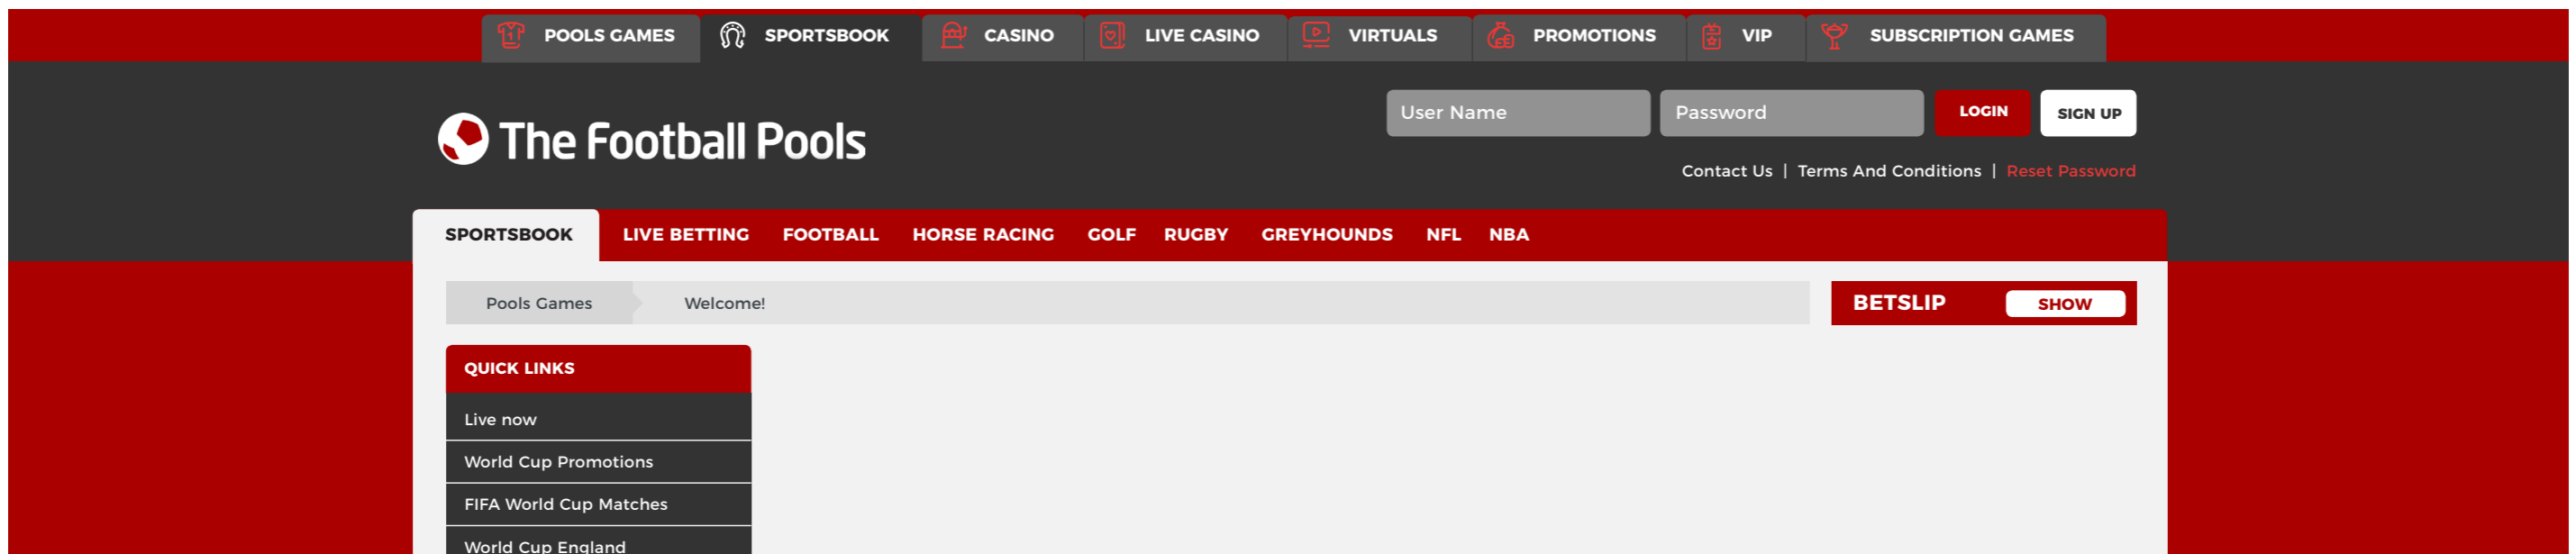 POOLS GAMES SPORTSBOOK CASINO LIVE CASINO VIRTUALS PROMOTIONS VIP SUBSCRIPTION GAMES
The Football Pools
User Name Password LOGIN SIGN UP
Contact Us | Terms And Conditions | Reset Password
SPORTSBOOK LIVE BETTING FOOTBALL HORSE RACING GOLF RUGBY GREYHOUNDS NFL NBA
Pools Games Welcome! BETSLIP SHOW
QUICK LINKS
Live now
World Cup Promotions
FIFA World Cup Matches
World Cup England